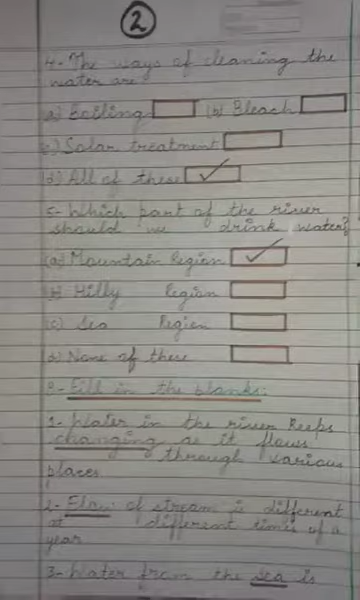 2
4- The ways of cleaning the
water are
(a) Boiling (b) Bleach
(c) Solar treatment
(d) All of these ✓
5- Which part of the river
should we drink water?
(a) Mountain Region ✓
(b) Hilly Region
(c) Sea Region
(d) None of these
B- Fill in the blanks:
1- Water in the river keeps
changing as it flows
through various
places
2- Flow of stream is different
at different times of a
year
3- Water from the sea is